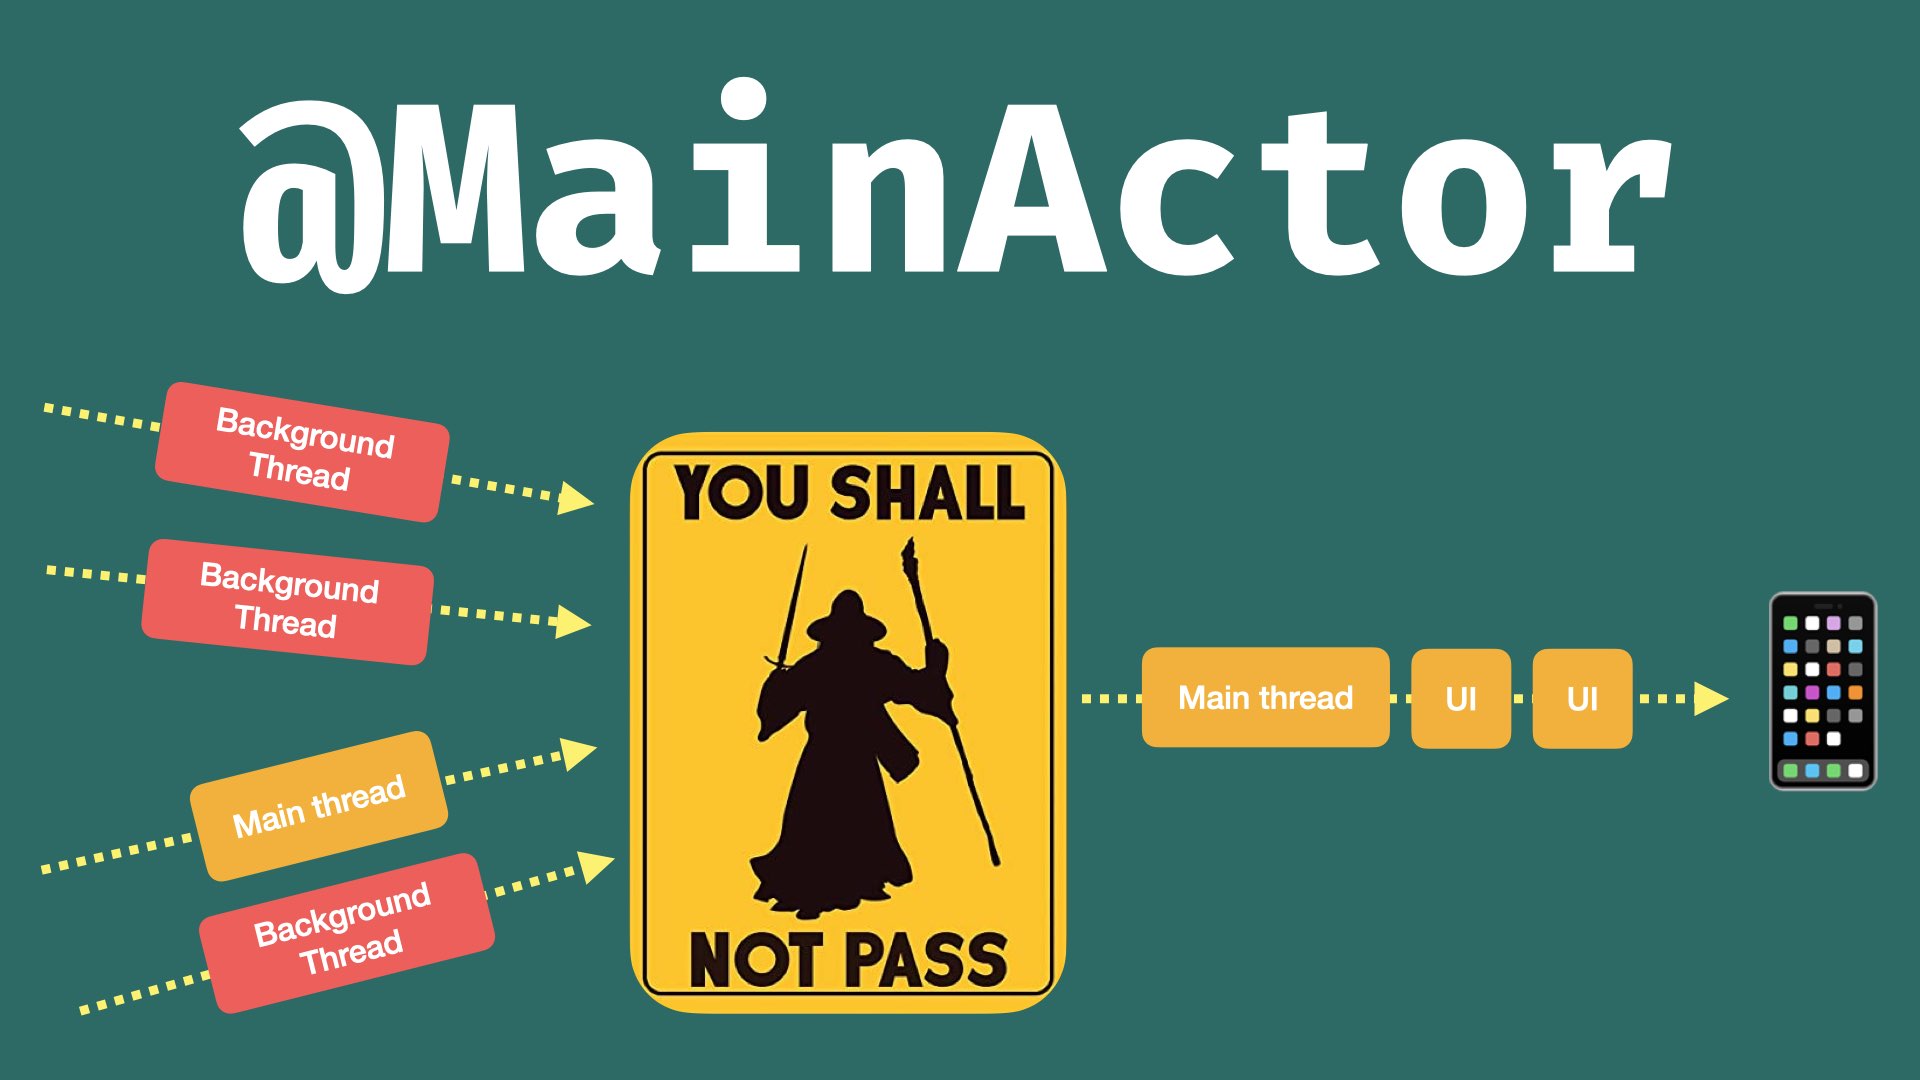 @MainActor
Background
Thread
Background
Thread
Main thread
Background
Thread
YOU SHALL
NOT PASS
Main thread
UI
UI